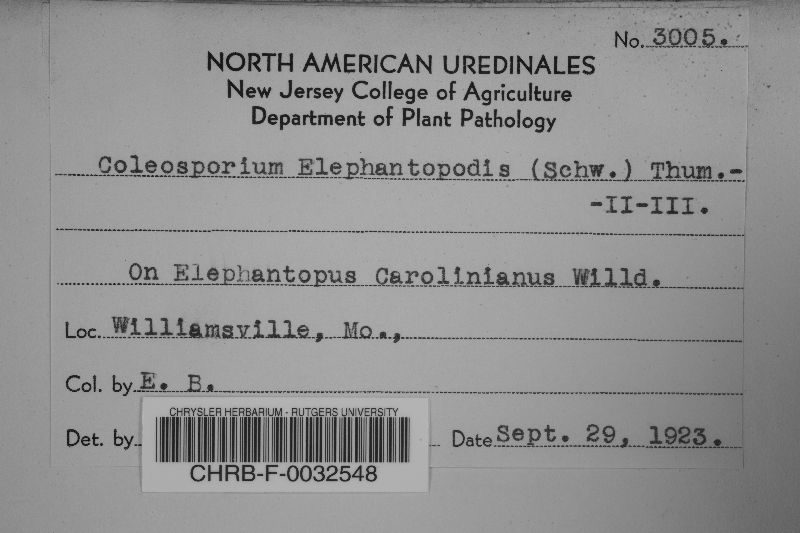 No. 3005.
NORTH AMERICAN UREDINALES
New Jersey College of Agriculture
Department of Plant Pathology
Coleosporium Elephantopodis (Schw.) Thum.-
-II-III.
On Elephantopus Carolinianus Willd.
Loc. Williamsville, Mo.,
Col. by E. B.
CHRYSLER HERBARIUM - RUTGERS UNIVERSITY
Det. by Date Sept. 29, 1923.
CHRB-F-0032548